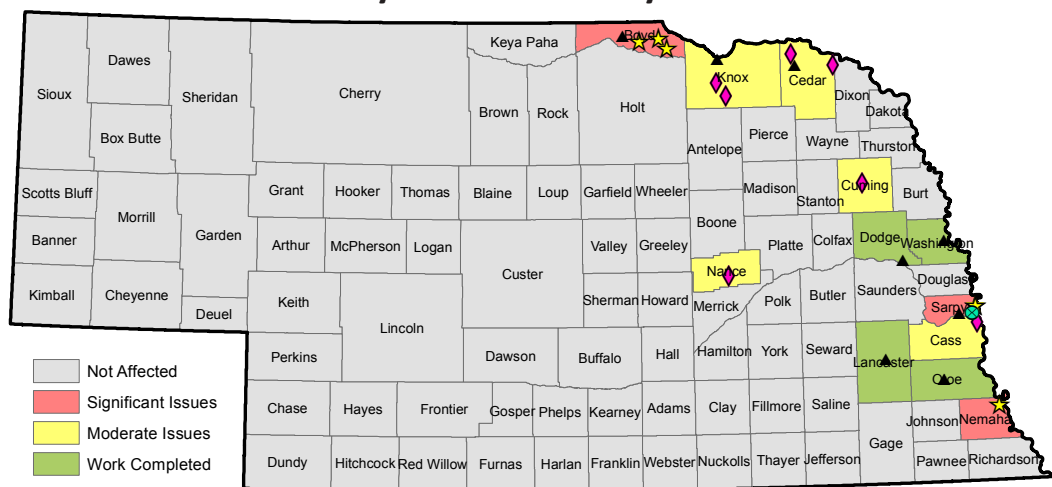 Keya Paha
Boyd
Dawes
Sioux
Sheridan
Cherry
Knox
Cedar
Dixon
Dakota
Brown
Rock
Holt
Box Butte
Antelope
Pierce
Wayne
Thurston
Scotts Bluff
Grant
Hooker
Thomas
Blaine
Loup
Garfield
Wheeler
Madison
Stanton
Cuming
Burt
Morrill
Garden
Boone
Banner
Arthur
McPherson
Logan
Custer
Valley
Greeley
Platte
Colfax
Dodge
Washington
Nance
Kimball
Cheyenne
Deuel
Keith
Lincoln
Sherman
Howard
Merrick
Polk
Butler
Saunders
Douglas
Sarpy
Perkins
Dawson
Buffalo
Hall
Hamilton
York
Seward
Lancaster
Cass
Otoe
Chase
Hayes
Frontier
Gosper
Phelps
Kearney
Adams
Clay
Fillmore
Saline
Gage
Johnson
Nemaha
Dundy
Hitchcock
Red Willow
Furnas
Harlan
Franklin
Webster
Nuckolls
Thayer
Jefferson
Pawnee
Richardson
Not Affected
Significant Issues
Moderate Issues
Work Completed